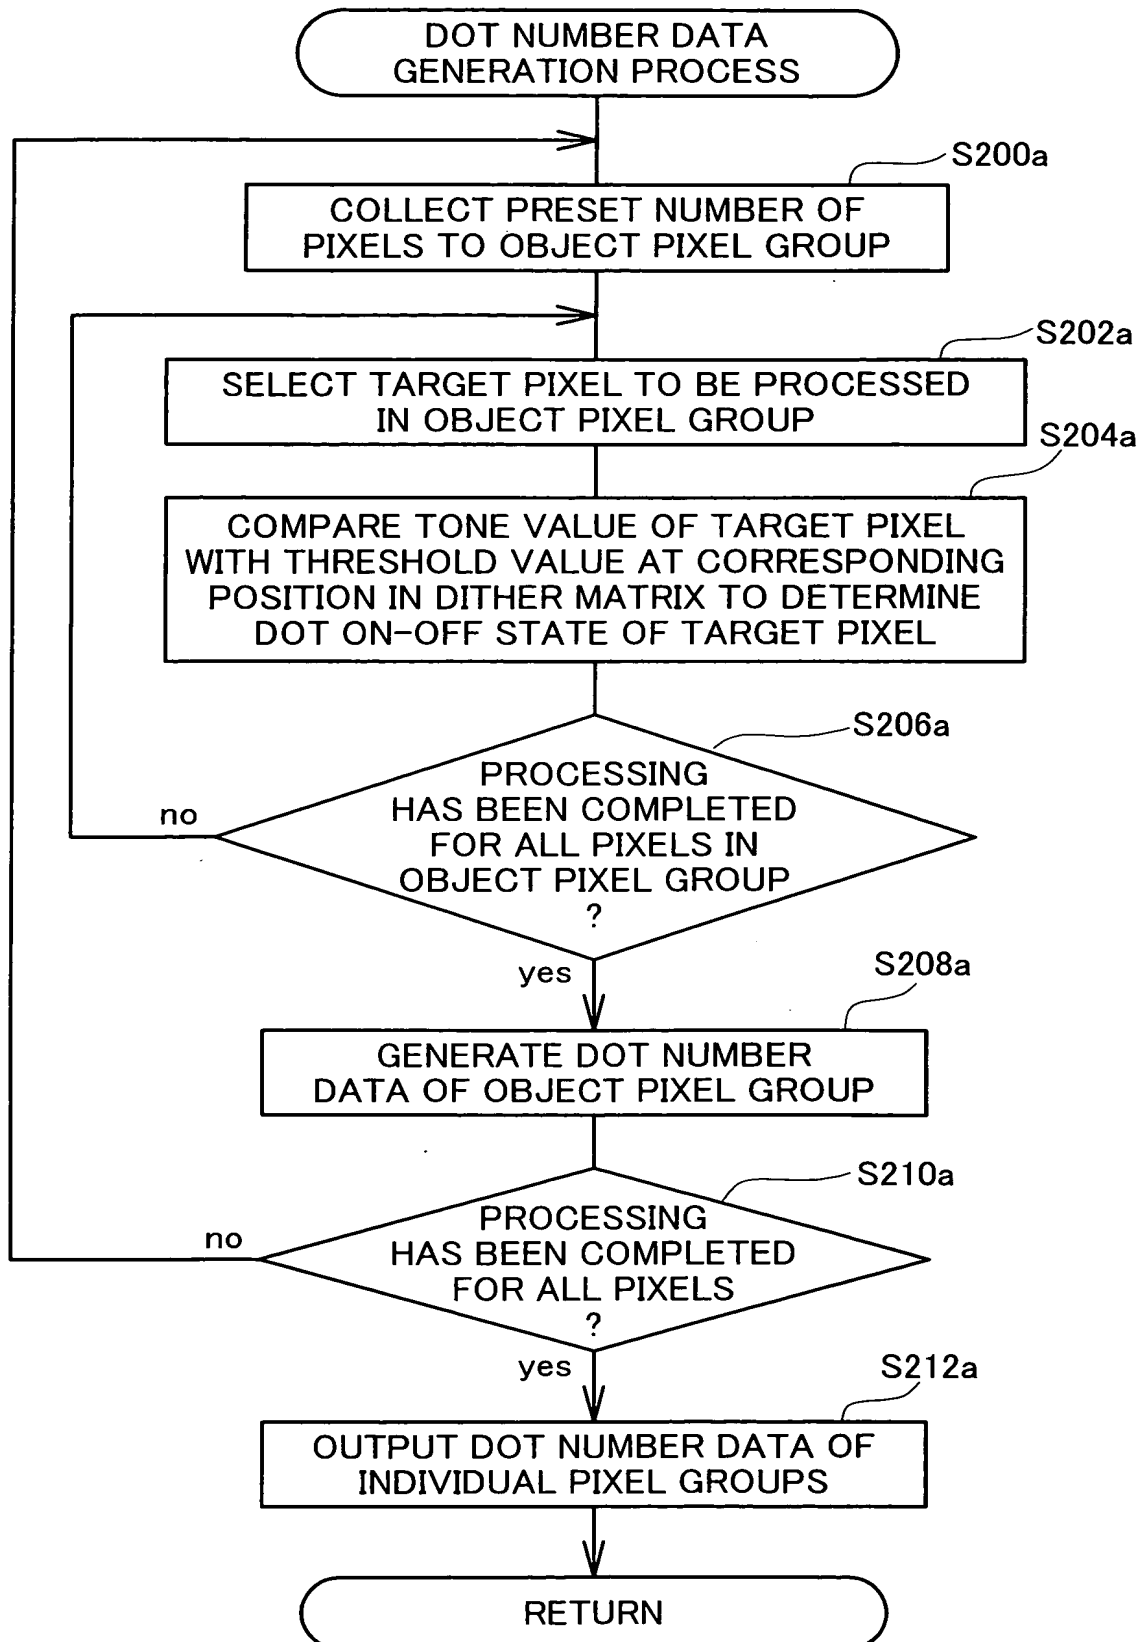 DOT NUMBER DATA
GENERATION PROCESS
S200a
COLLECT PRESET NUMBER OF
PIXELS TO OBJECT PIXEL GROUP
S202a
SELECT TARGET PIXEL TO BE PROCESSED
IN OBJECT PIXEL GROUP
S204a
COMPARE TONE VALUE OF TARGET PIXEL
WITH THRESHOLD VALUE AT CORRESPONDING
POSITION IN DITHER MATRIX TO DETERMINE
DOT ON-OFF STATE OF TARGET PIXEL
S206a
PROCESSING
HAS BEEN COMPLETED
FOR ALL PIXELS IN
OBJECT PIXEL GROUP
?
no
yes
S208a
GENERATE DOT NUMBER
DATA OF OBJECT PIXEL GROUP
S210a
PROCESSING
HAS BEEN COMPLETED
FOR ALL PIXELS
?
no
yes
S212a
OUTPUT DOT NUMBER DATA OF
INDIVIDUAL PIXEL GROUPS
RETURN